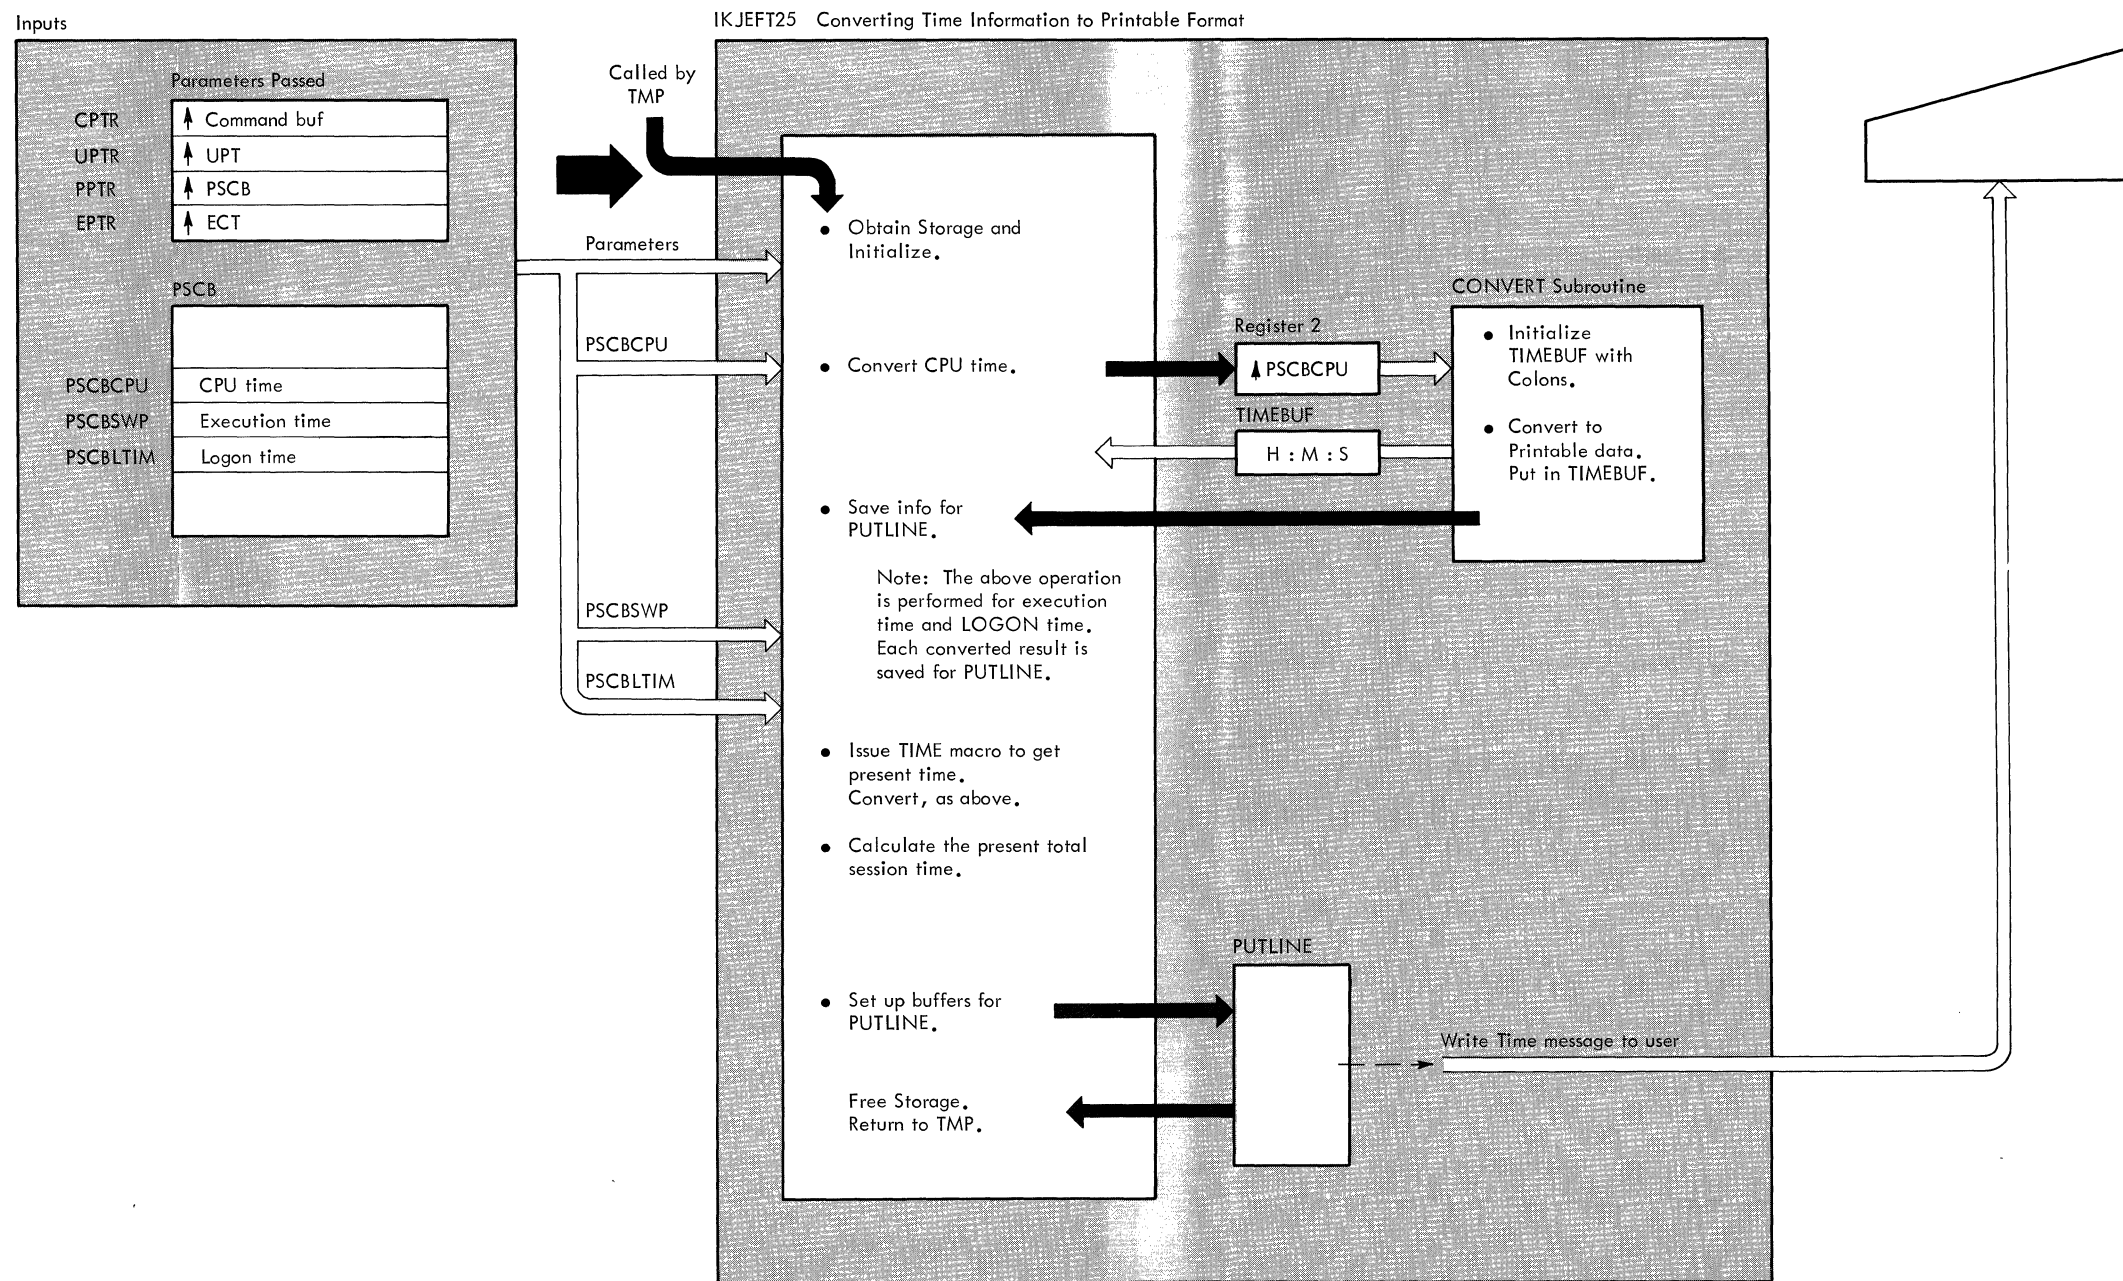 Inputs
Parameters Passed
CPTR
↑ Command buf
UPTR
↑ UPT
PPTR
↑ PSCB
EPTR
↑ ECT
PSCB
PSCBCPU
CPU time
PSCBSWP
Execution time
PSCBLTIM
Logon time
Called by
TMP
Parameters
PSCBCPU
PSCBSWP
PSCBLTIM
IKJEFT25 Converting Time Information to Printable Format
• Obtain Storage and
Initialize.
• Convert CPU time.
• Save info for
PUTLINE.
Note: The above operation
is performed for execution
time and LOGON time.
Each converted result is
saved for PUTLINE.
• Issue TIME macro to get
present time.
Convert, as above.
• Calculate the present total
session time.
• Set up buffers for
PUTLINE.
Free Storage.
Return to TMP.
Register 2
↑ PSCBCPU
TIMEBUF
H : M : S
CONVERT Subroutine
• Initialize
TIMEBUF with
Colons.
• Convert to
Printable data.
Put in TIMEBUF.
PUTLINE
Write Time message to user